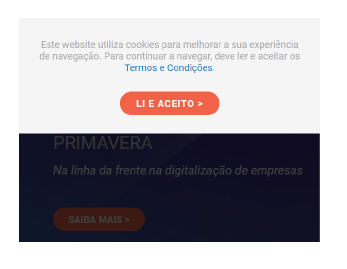 Este website utiliza cookies para melhorar a sua experiência
de navegação. Para continuar a navegar, deve ler e aceitar os
Termos e Condições.
LI E ACEITO >
PRIMAVERA
Na linha da frente na digitalização de empresas
SAIBA MAIS >